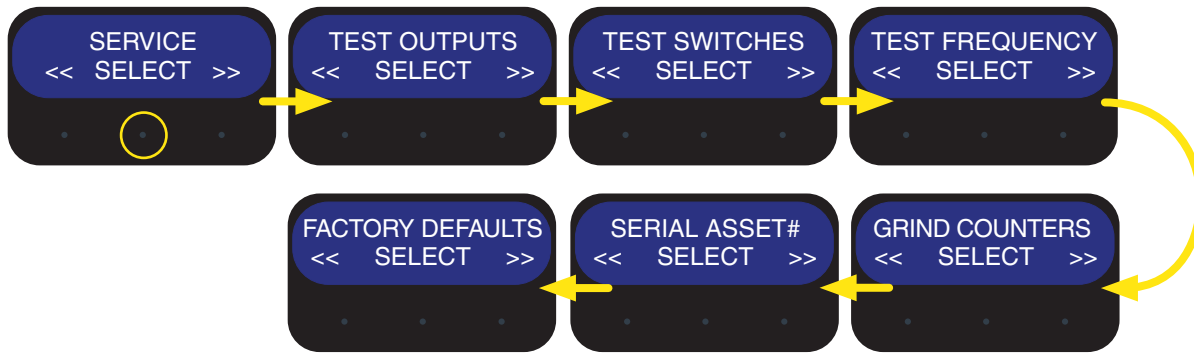 SERVICE
<< SELECT >>
TEST OUTPUTS
<< SELECT >>
TEST SWITCHES
<< SELECT >>
TEST FREQUENCY
<< SELECT >>
GRIND COUNTERS
<< SELECT >>
SERIAL ASSET#
<< SELECT >>
FACTORY DEFAULTS
<< SELECT >>